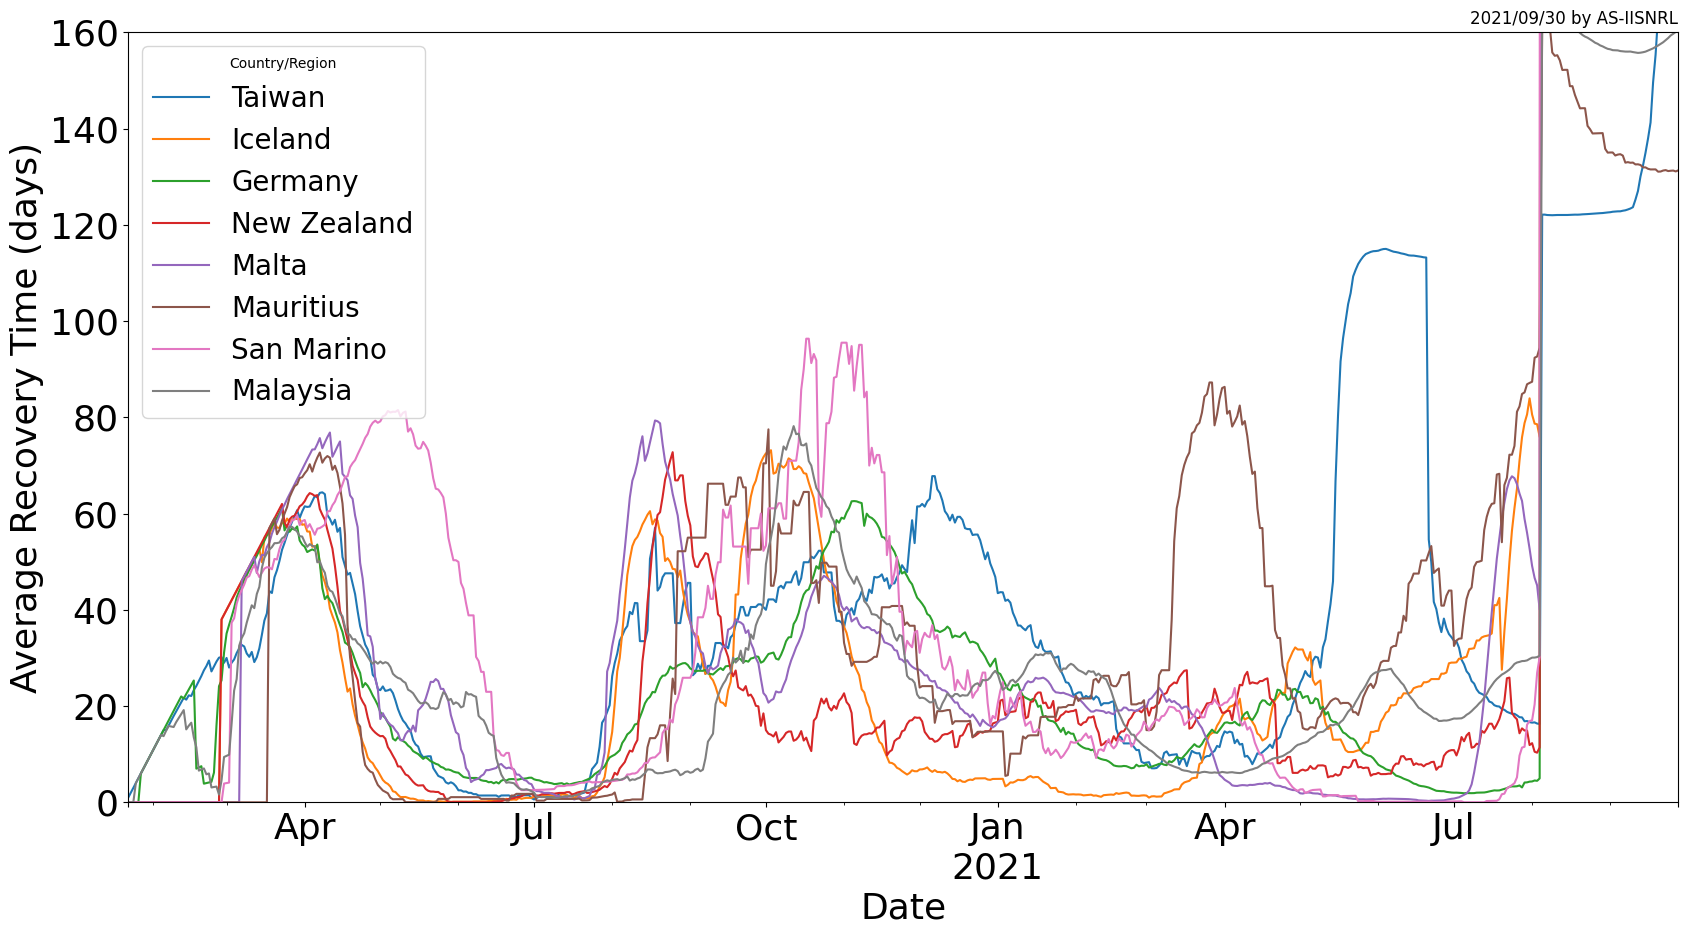 2021/09/30 by AS-IISNRL
Average Recovery Time (days)
160
140
120
100
80
60
40
20
0
Country/Region
Taiwan
Iceland
Germany
New Zealand
Malta
Mauritius
San Marino
Malaysia
Apr Jul Oct Jan Apr Jul
2021
Date